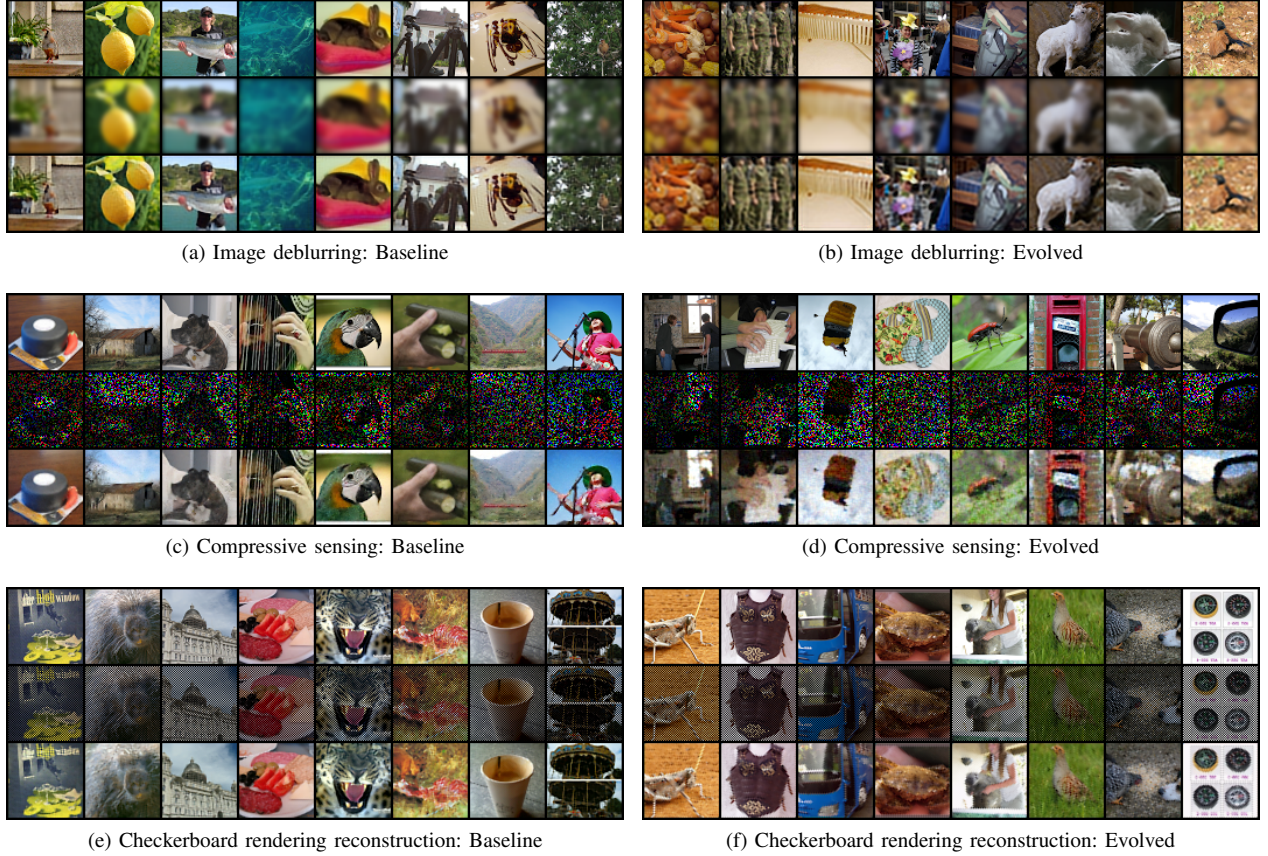 (a) Image deblurring: Baseline
(b) Image deblurring: Evolved
(c) Compressive sensing: Baseline
(d) Compressive sensing: Evolved
(e) Checkerboard rendering reconstruction: Baseline
(f) Checkerboard rendering reconstruction: Evolved